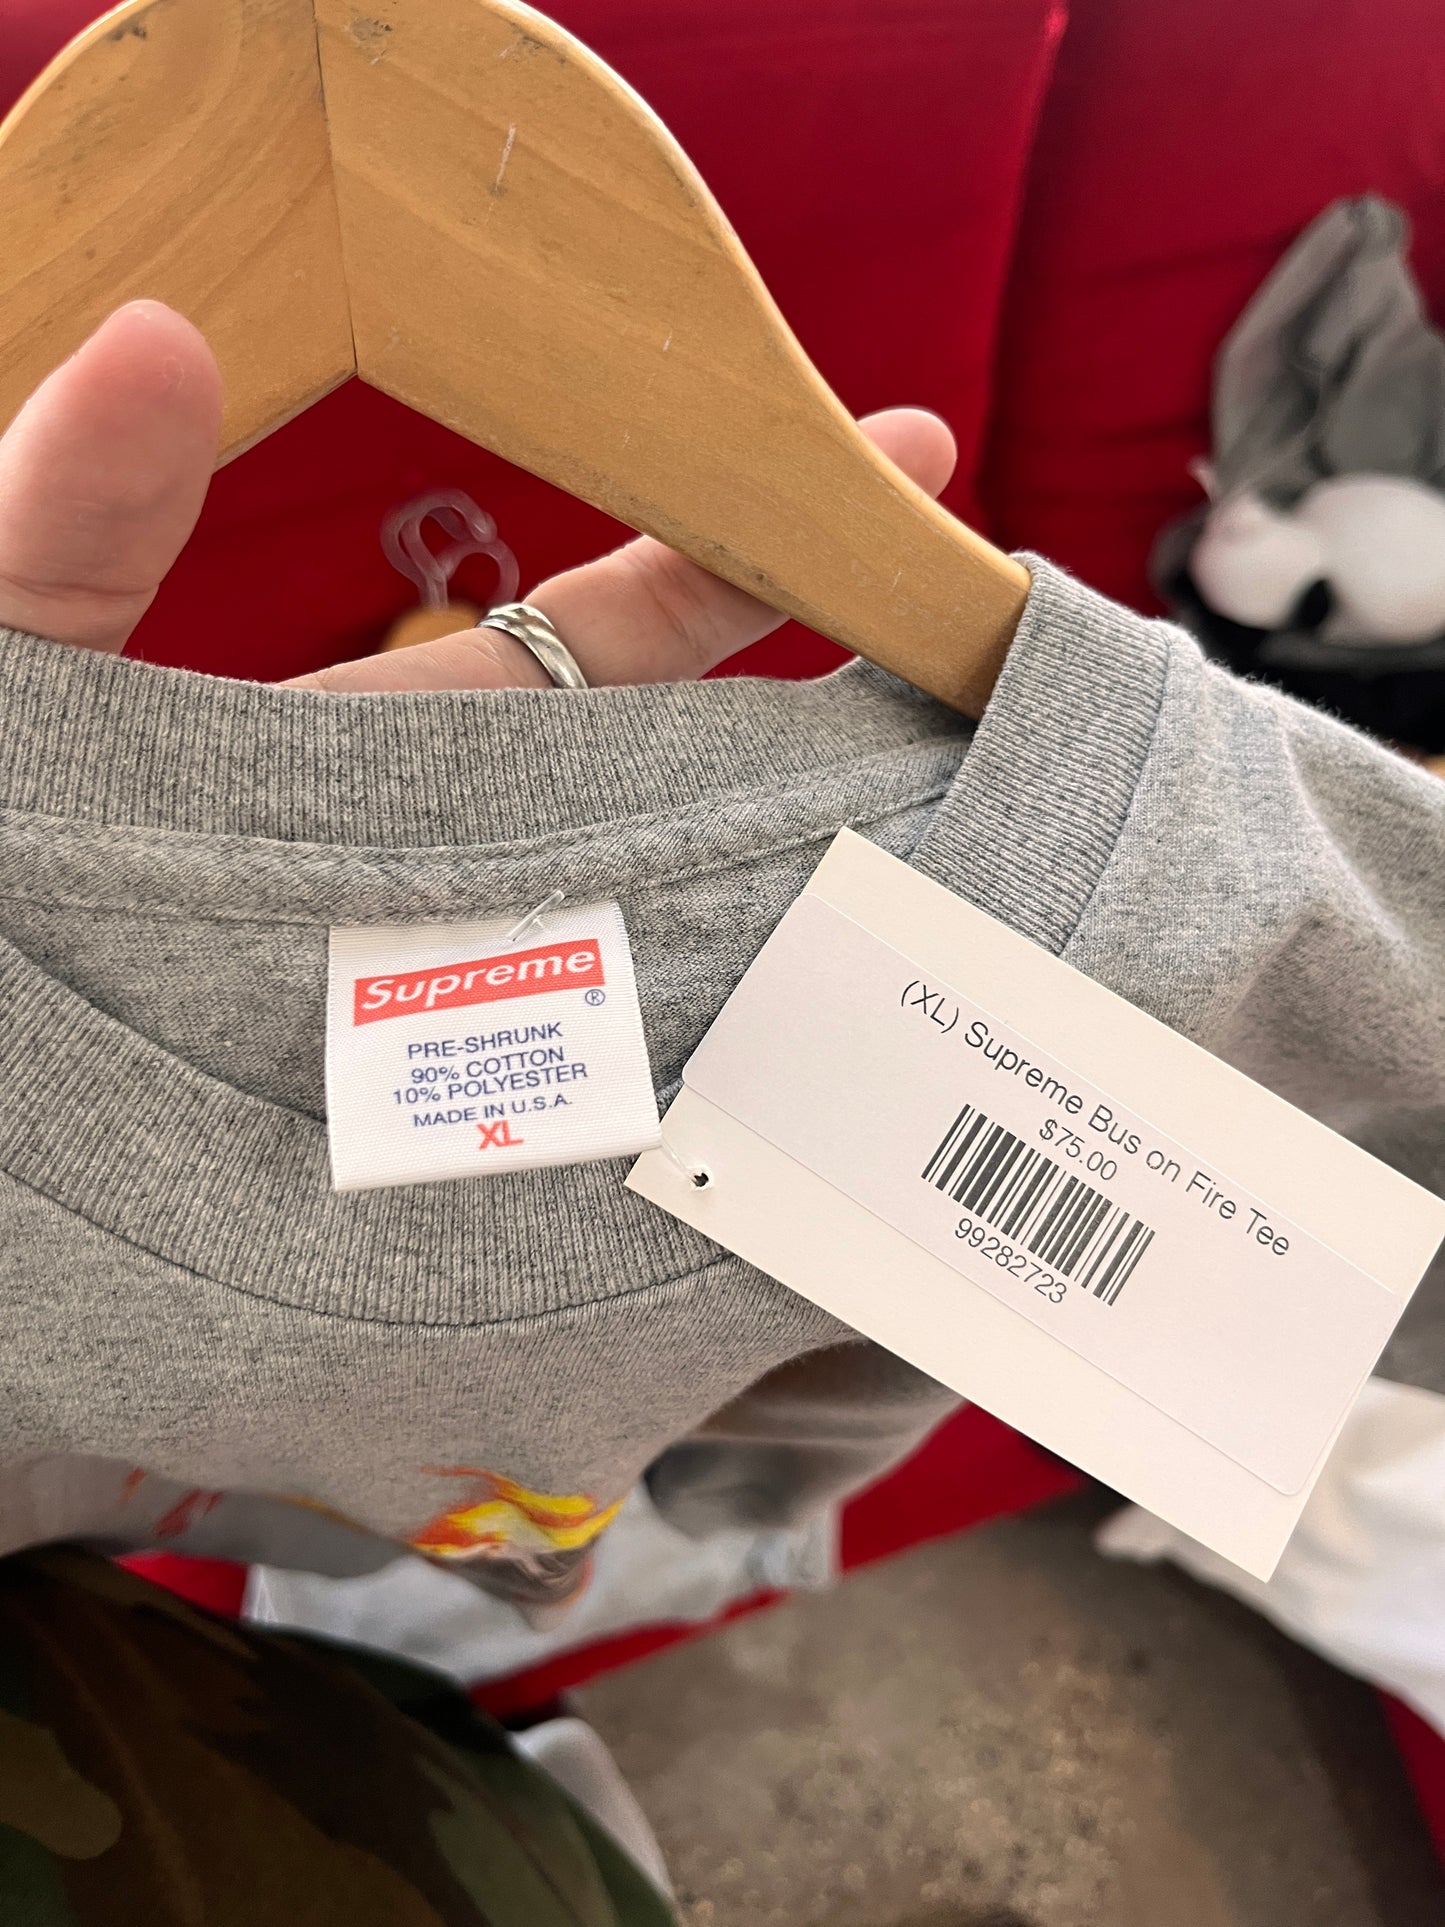 Supreme
®
PRE-SHRUNK
90% COTTON
10% POLYESTER
MADE IN U.S.A.
XL
(XL) Supreme Bus on Fire Tee
$75.00
99282723